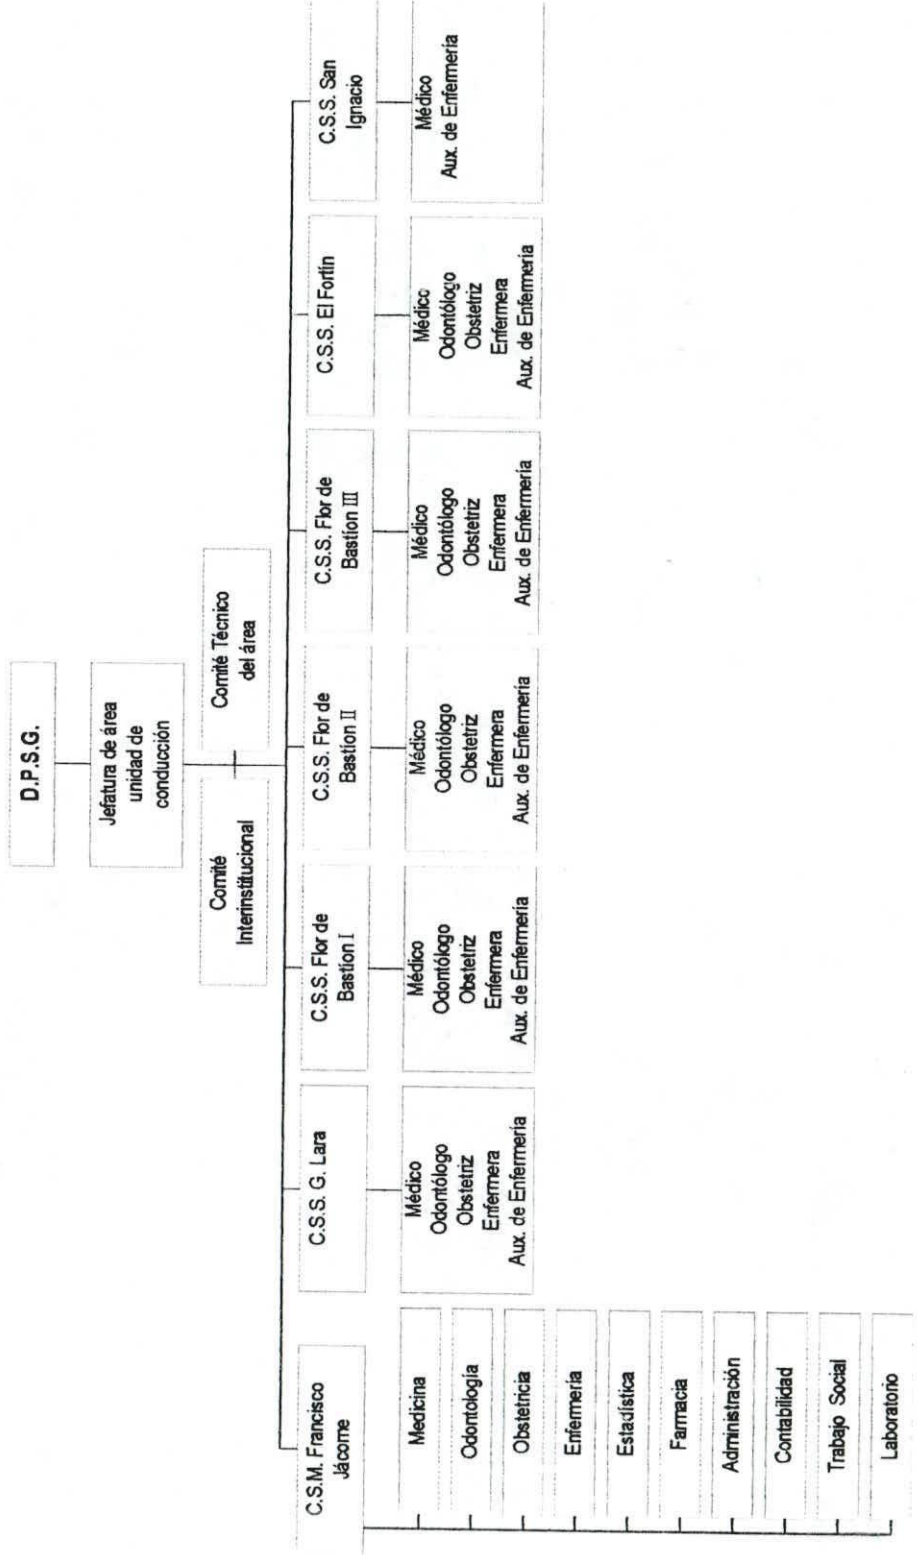 D.P.S.G.
Jefatura de área
unidad de
conducción
Comité
Interinstitucional
Comité Técnico
del área
C.S.M. Francisco
Jácome
Medicina
Odontología
Obstetricia
Enfermería
Estadística
Farmacia
Administración
Contabilidad
Trabajo Social
Laboratorio
C.S.S. G. Lara
Médico
Odontólogo
Obstetriz
Enfermera
Aux. de Enfermería
C.S.S. Flor de
Bastíon I
Médico
Odontólogo
Obstetriz
Enfermera
Aux. de Enfermería
C.S.S. Flor de
Bastíon II
Médico
Odontólogo
Obstetriz
Enfermera
Aux. de Enfermería
C.S.S. Flor de
Bastíon III
Médico
Odontólogo
Obstetriz
Enfermera
Aux. de Enfermería
C.S.S. El Fortín
Médico
Odontólogo
Obstetriz
Enfermera
Aux. de Enfermería
C.S.S. San
Ignacio
Médico
Aux. de Enfermería